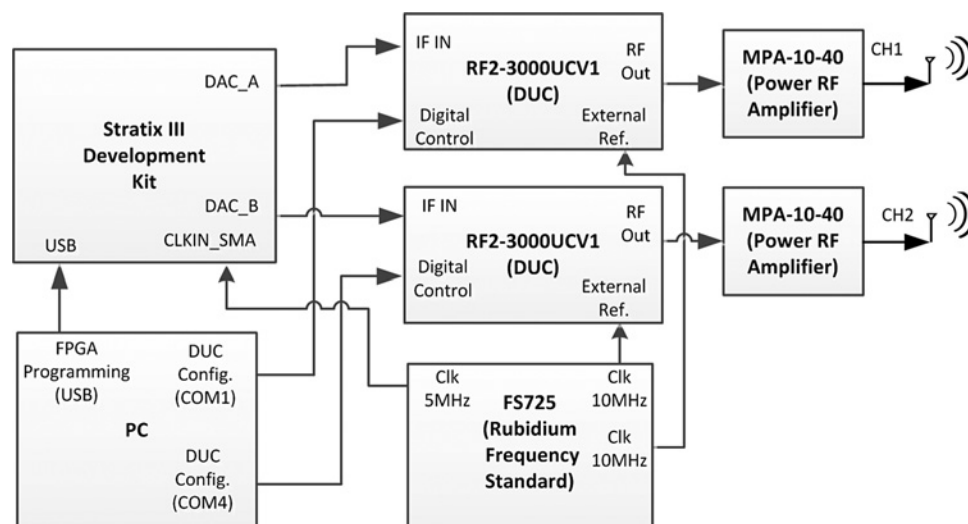 DAC_A
Stratix III
Development
Kit
DAC_B
CLKIN_SMA
USB
IF IN
RF
Out
RF2-3000UCV1
(DUC)
Digital
Control
External
Ref.
MPA-10-40
(Power RF
Amplifier)
CH1
IF IN
RF
Out
RF2-3000UCV1
(DUC)
Digital
Control
External
Ref.
MPA-10-40
(Power RF
Amplifier)
CH2
FPGA
Programming
(USB)
DUC
Config.
(COM1)
PC
DUC
Config.
(COM4)
Clk
5MHz
Clk
10MHz
FS725
(Rubidium
Frequency
Standard)
Clk
10MHz